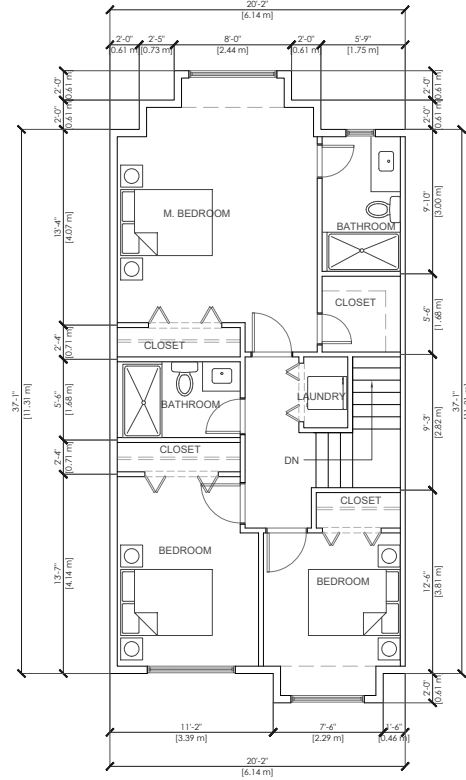 20'-2"
[6.14 m]
2'-0" 2'-5" 8'-0" 2'-0" 5'-9"
0.61 m [0.73 m] [2.44 m] 0.61 m [1.75 m]
2'-0"
[0.61 m]
2'-0"
[0.61 m]
2'-0"
[0.61 m]
2'-0"
[0.61 m]
37'-1"
[11.31 m]
13'-4"
[4.07 m]
2'-4"
[0.71 m]
5'-6"
[1.68 m]
2'-4"
[0.71 m]
13'-7"
[4.14 m]
M. BEDROOM
BATHROOM
CLOSET
CLOSET
BATHROOM
LAUNDRY
CLOSET
DN
CLOSET
BEDROOM
BEDROOM
9'-10"
[3.00 m]
5'-6"
[1.68 m]
9'-3"
[2.82 m]
12'-6"
[3.81 m]
2'-0"
[0.61 m]
37'-1"
11'-2" 7'-6" 1'-6"
[3.39 m] [2.29 m] [0.46 m]
20'-2"
[6.14 m]